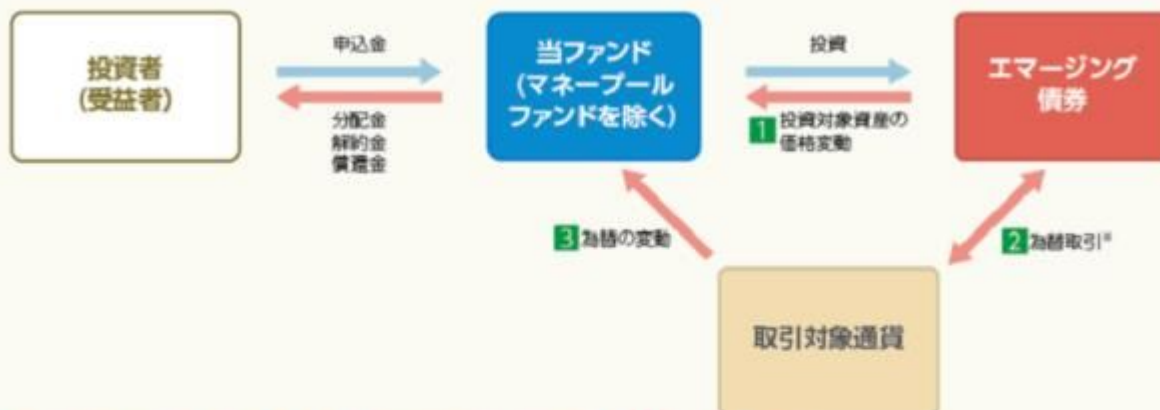 投資者
(受益者)
申込金
分配金
解約金
償還金
当ファンド
(マネープール
ファンドを除く)
投資
1 投資対象資産の
価格変動
エマージング
債券
3 為替の変動
2 為替取引※
取引対象通貨